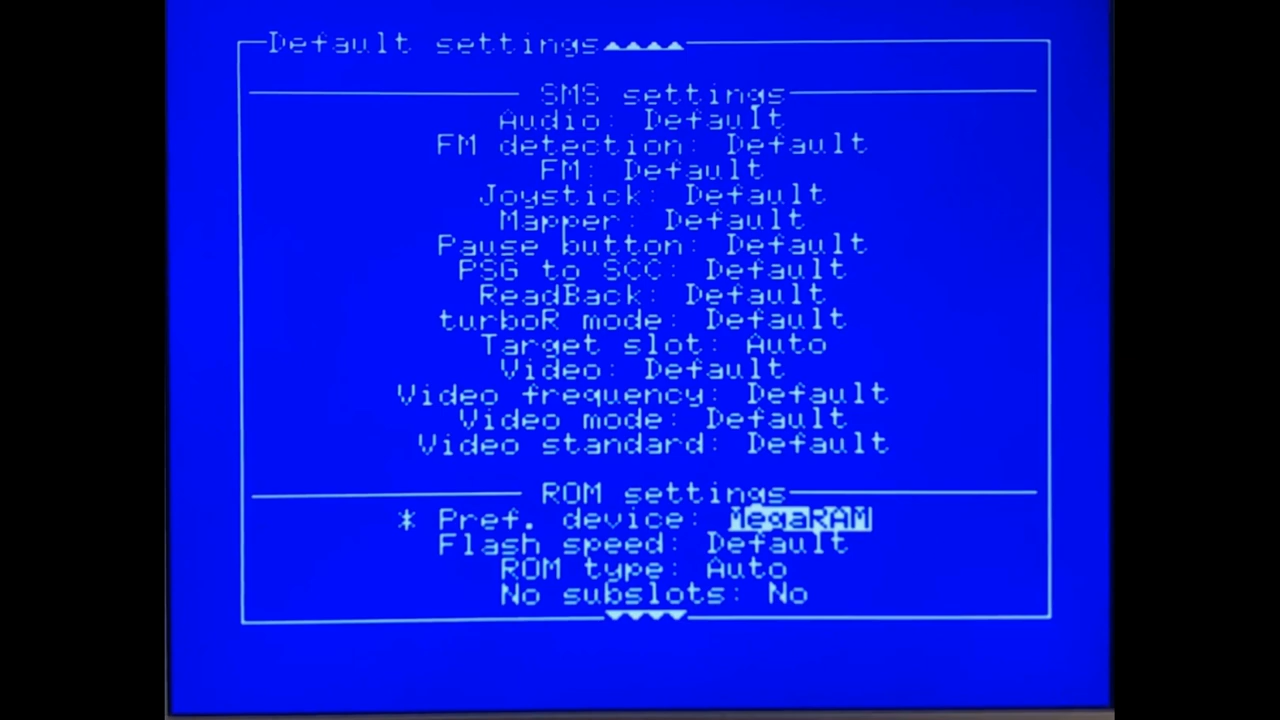 Default settings
SMS settings
Audio: Default
FM detection: Default
FM: Default
Joystick: Default
Mapper: Default
Pause button: Default
PSG to SCC: Default
ReadBack: Default
turboR mode: Default
Target slot: Auto
Video: Default
Video frequency: Default
Video mode: Default
Video standard: Default
ROM settings
* Pref. device: MegaRAM
Flash speed: Default
ROM type: Auto
No subslots: No